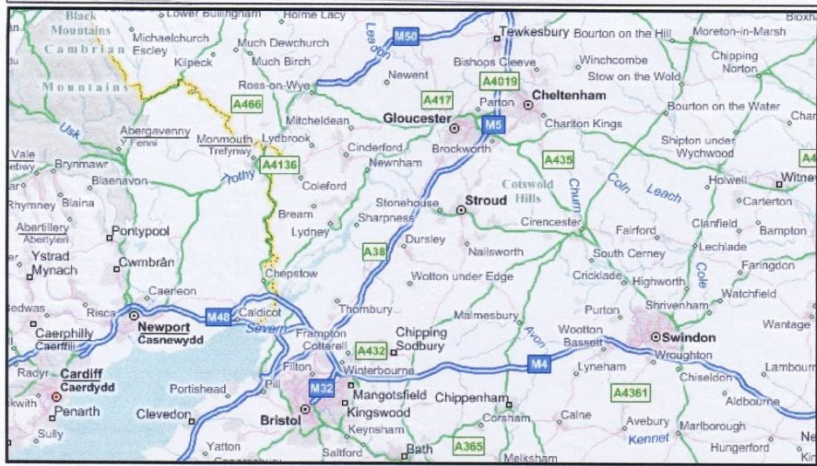 Black
Mountains
Lower Bullingham
Holme Lacy
Michaelchurch
Escley
Cambrian
Mountains
Much Dewchurch
Kilpeck
Much Birch
Ross-on-Wye
Leadon
M50
Newent
Tewkesbury
Bishops Cleeve
Winchcombe
Bourton on the Hill
Moreton-in-Marsh
Stow on the Wold
Chipping
Norton
A466
A417
A4019
Parton
Cheltenham
Bourton on the Water
Usk
Abergavenny
/ Fenni
Monmouth
Trefynwy
Lydbrook
Mitcheldean
Gloucester
M5
Charlton Kings
Shipton under
Wychwood
Vale
Brynmawr
Blaenavon
Trothy
A4136
Cinderford
Newnham
Brockworth
A435
Cotswold
Hills
Churn
Coln
Leach
Holwell
Rhymney
Blaina
Coleford
Stonehouse
Stroud
Carterton
Abertillery
Abertyleri
Pontypool
Bream
Lydney
Sharpness
Cirencester
Fairford
Clanfield
Bampton
Ystrad
Mynach
Cwmbrân
Dursley
Nailsworth
A38
South Cerney
Lechlade
Cole
Faringdon
Chepstow
Wotton under Edge
Cricklade
Highworth
Caerleon
Risca
Thornbury
Malmesbury
Purton
Shrivenham
Watchfield
Wantage
Caerphilly
Caerffili
Newport
Casnewydd
M48
Caldicot
Severn
Frampton
Cotterell
Chipping
Sodbury
Avon
Wootton
Bassett
Swindon
Wroughton
A432
M4
Radyr
Cardiff
Caerdydd
Portishead
Pill
Filton
Winterbourne
M32
Lyneham
Chiseldon
A4361
Aldbourne
Penarth
Clevedon
Bristol
Mangotsfield
Kingswood
Chippenham
Sully
Keynsham
Corsham
Calne
Avebury
Marlborough
Yatton
Saltford
Bath
A365
Melksham
Kennet
Hungerford